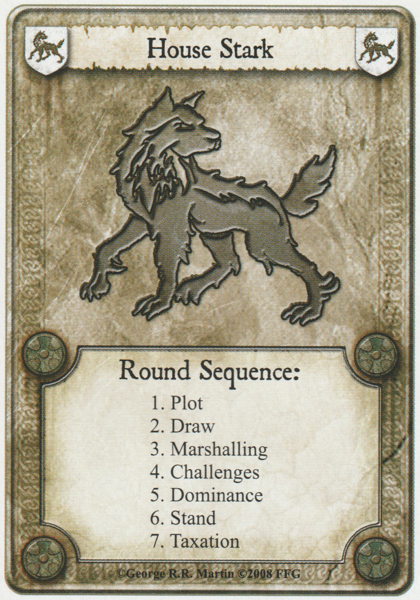 House Stark
Round Sequence:
1. Plot
2. Draw
3. Marshalling
4. Challenges
5. Dominance
6. Stand
7. Taxation
©George R.R. Martin ©2008 FFG